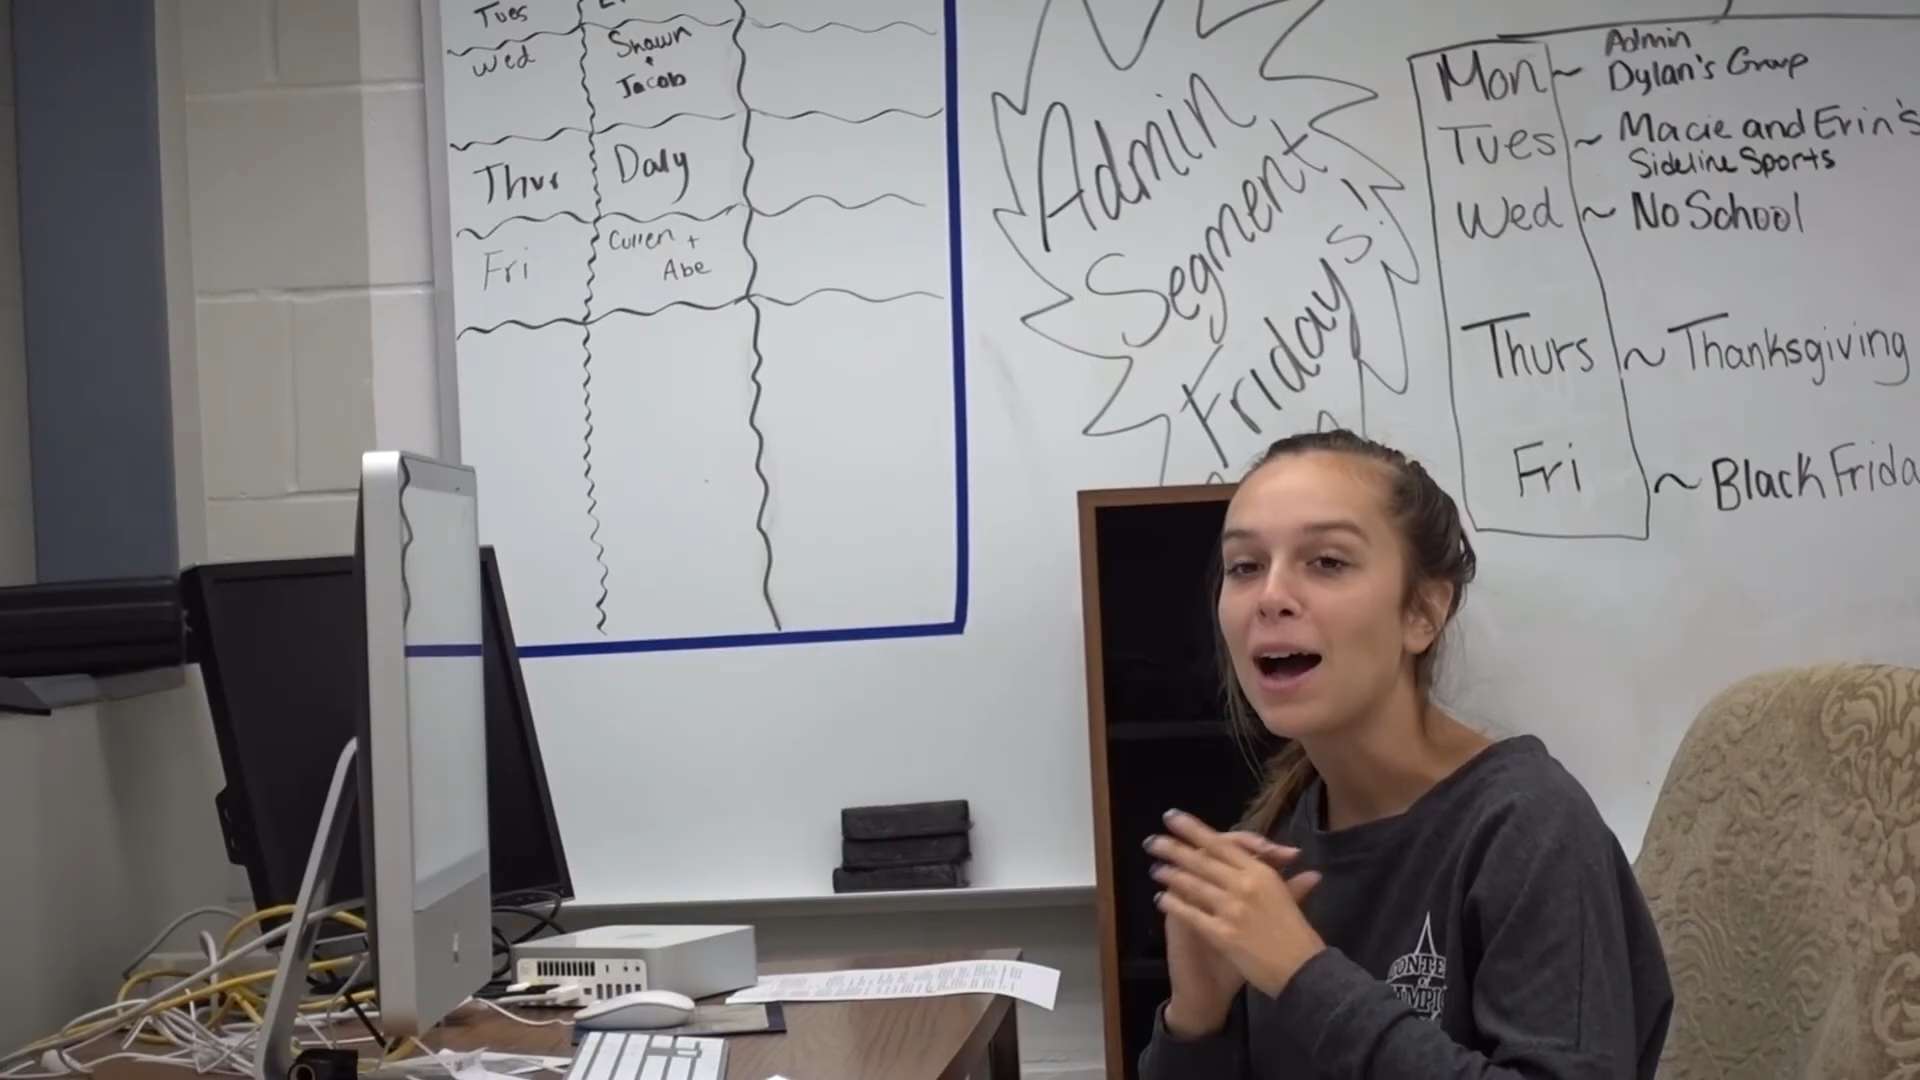 Tues
Wed
Shawn
+
Jacob
Thur
Daly
Fri
Cullen +
Abe
Admin
Segment
Fridays!
Mon ~ Admin
Dylan's Group
Tues ~ Macie and Erin's
Sideline Sports
Wed ~ No School
Thurs ~ Thanksgiving
Fri ~ Black Frida